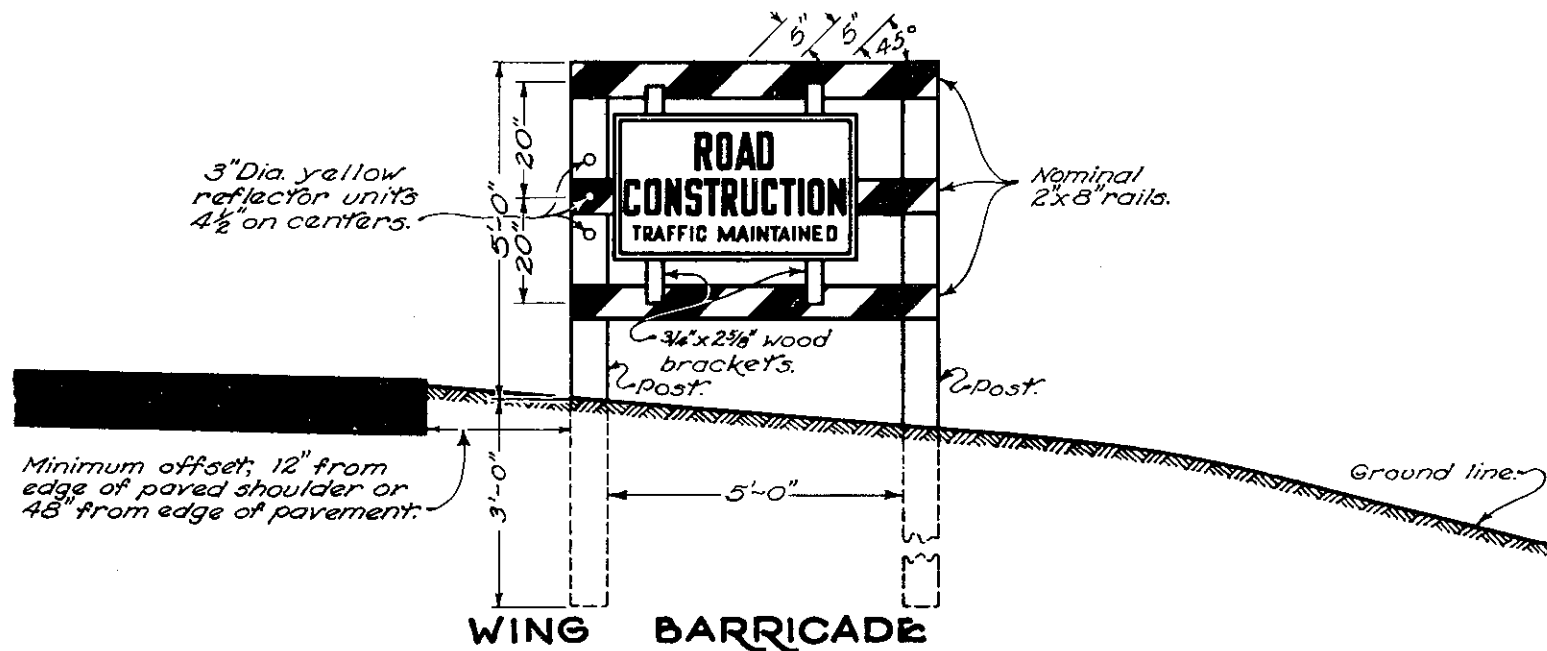 5" 5" 45°
5'-0"
20"
20"
3" Dia. yellow
reflector units
4½" on centers.
ROAD
CONSTRUCTION
TRAFFIC MAINTAINED
Nominal
2"x8" rails.
3/4" x 2 5/8" wood
brackets.
Post.
Post.
Minimum offset; 12" from
edge of paved shoulder or
48" from edge of pavement.
3'-0"
5'-0"
Ground line.
WING BARRICADE